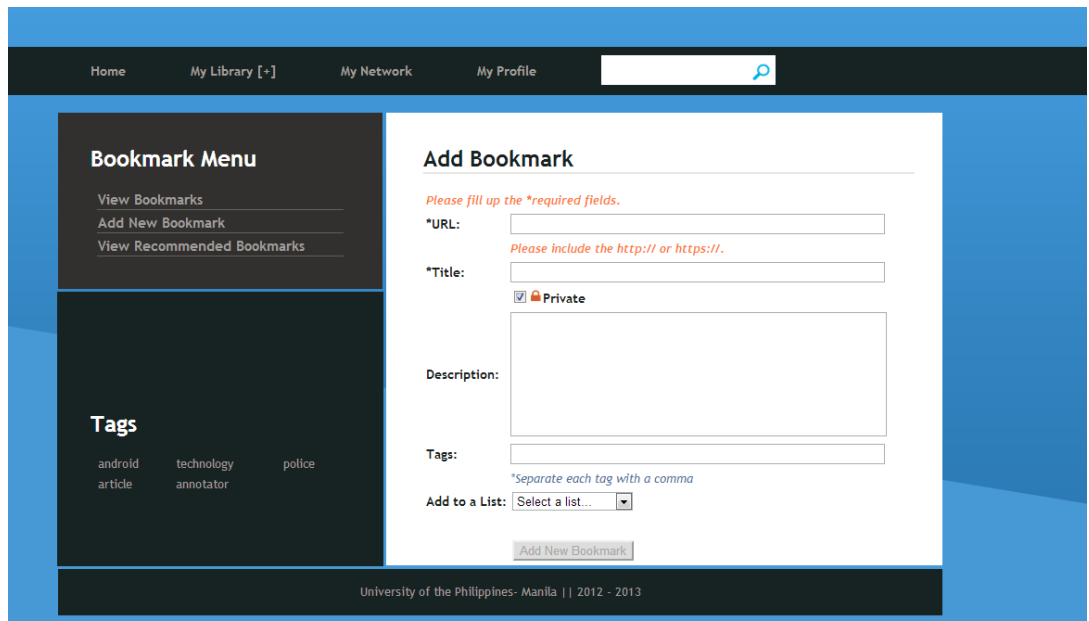 Home My Library [+] My Network My Profile
Bookmark Menu
View Bookmarks
Add New Bookmark
View Recommended Bookmarks
Tags
android technology police
article annotator
Add Bookmark
Please fill up the *required fields.
*URL:
Please include the http:// or https://.
*Title:
Private
Description:
Tags:
*Separate each tag with a comma
Add to a List: Select a list...
Add New Bookmark
University of the Philippines- Manila || 2012 - 2013